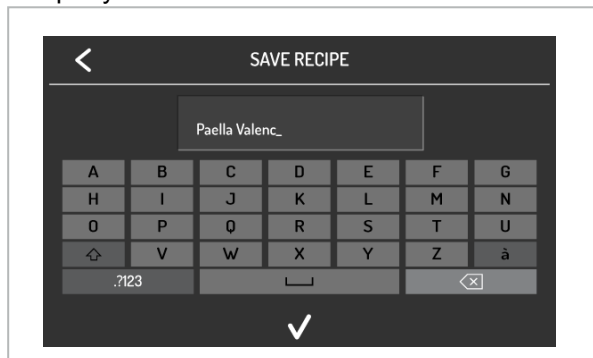 SAVE RECIPE
Paella Valenc_
A B C D E F G
H I J K L M N
O P Q R S T U
V W X Y Z à
.?123